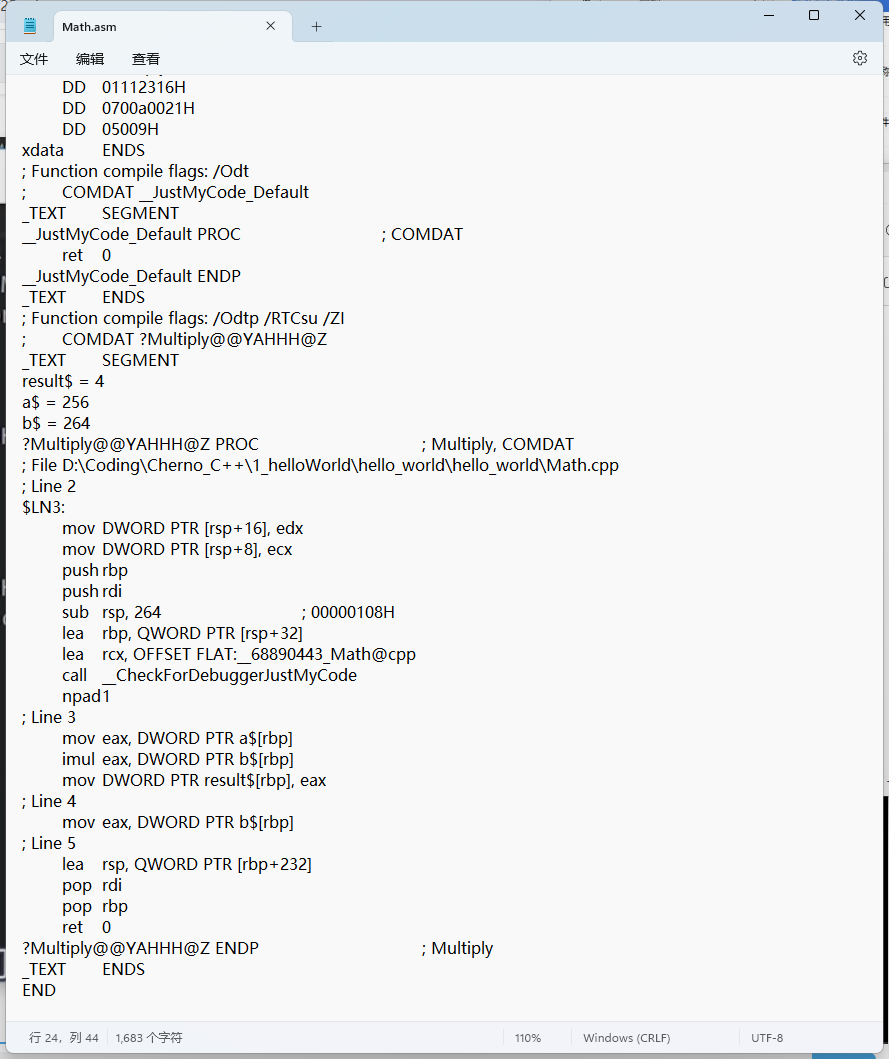 Math.asm
文件 编辑 查看
DD 01112316H
DD 0700a0021H
DD 05009H
xdata ENDS
; Function compile flags: /Odt
; COMDAT __JustMyCode_Default
_TEXT SEGMENT
__JustMyCode_Default PROC ; COMDAT
ret 0
__JustMyCode_Default ENDP
_TEXT ENDS
; Function compile flags: /Odtp /RTCsu /ZI
; COMDAT ?Multiply@@YAHHH@Z
_TEXT SEGMENT
result$ = 4
a$ = 256
b$ = 264
?Multiply@@YAHHH@Z PROC ; Multiply, COMDAT
; File D:\Coding\Cherno_C++\1_helloWorld\hello_world\hello_world\Math.cpp
; Line 2
$LN3:
mov DWORD PTR [rsp+16], edx
mov DWORD PTR [rsp+8], ecx
push rbp
push rdi
sub rsp, 264 ; 00000108H
lea rbp, QWORD PTR [rsp+32]
lea rcx, OFFSET FLAT:__68890443_Math@cpp
call __CheckForDebuggerJustMyCode
npad 1
; Line 3
mov eax, DWORD PTR a$[rbp]
imul eax, DWORD PTR b$[rbp]
mov DWORD PTR result$[rbp], eax
; Line 4
mov eax, DWORD PTR b$[rbp]
; Line 5
lea rsp, QWORD PTR [rbp+232]
pop rdi
pop rbp
ret 0
?Multiply@@YAHHH@Z ENDP ; Multiply
_TEXT ENDS
END
行 24，列 44 1,683 个字符 110% Windows (CRLF) UTF-8